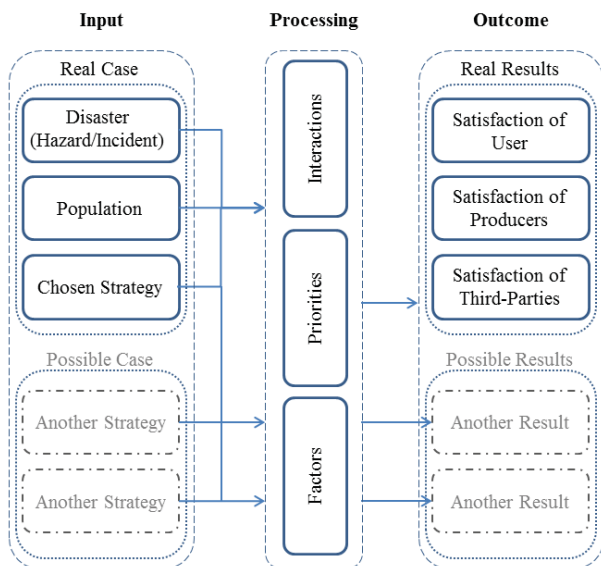 Input
Processing
Outcome
Real Case
Disaster
(Hazard/Incident)
Population
Chosen Strategy
Possible Case
Another Strategy
Another Strategy
Interactions
Priorities
Factors
Real Results
Satisfaction of
User
Satisfaction of
Producers
Satisfaction of
Third-Parties
Possible Results
Another Result
Another Result